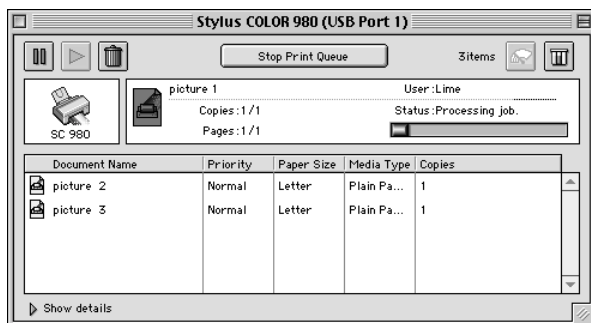 Stylus COLOR 980 (USB Port 1)
Stop Print Queue
3items
SC 980
picture 1
User:Lime
Copies:1/1
Status:Processing job.
Pages:1/1
Document Name Priority Paper Size Media Type Copies
picture 2 Normal Letter Plain Pa... 1
picture 3 Normal Letter Plain Pa... 1
Show details